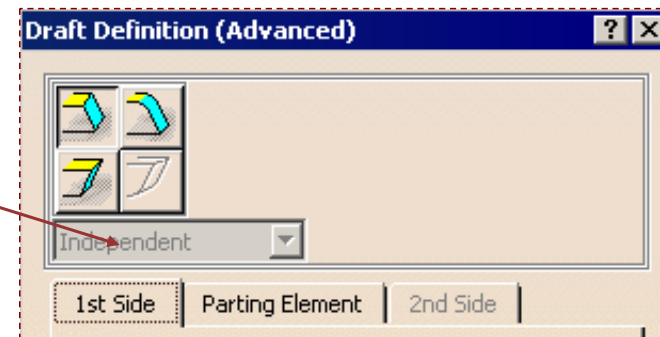 Draft Definition (Advanced)
Independent
1st Side Parting Element 2nd Side